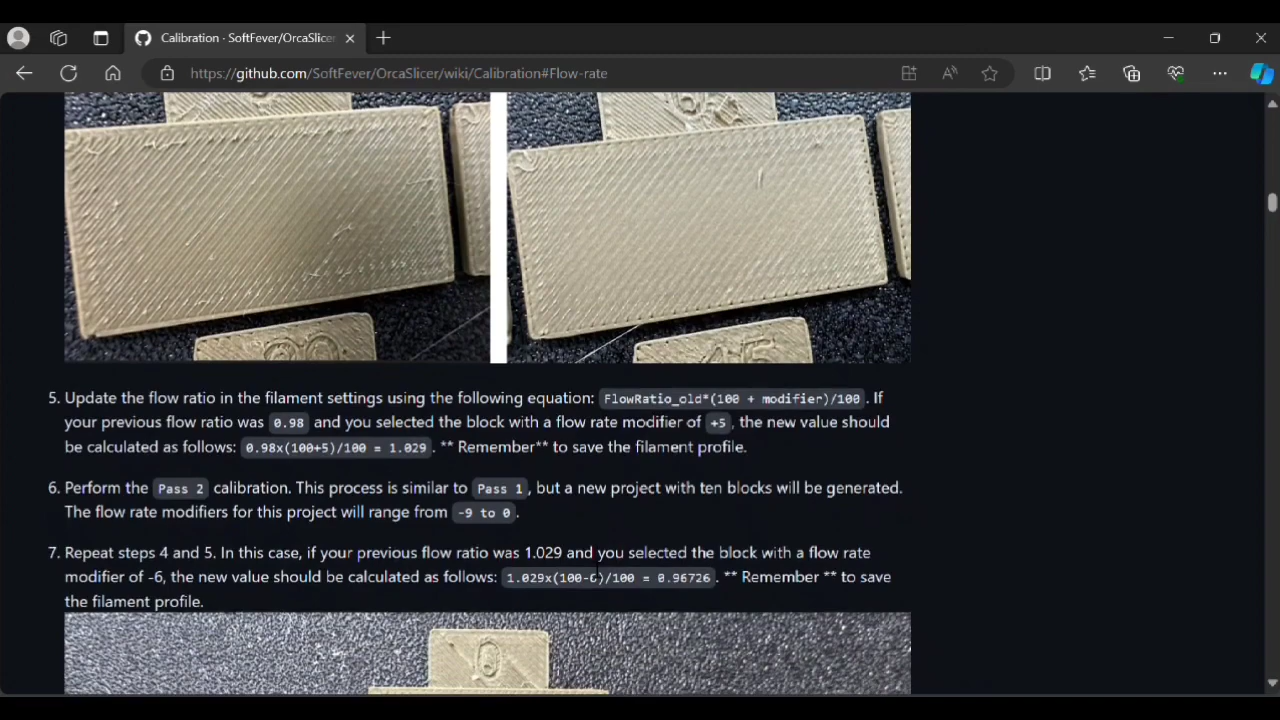 Calibration · SoftFever/OrcaSlicer
https://github.com/SoftFever/OrcaSlicer/wiki/Calibration#Flow-rate
5. Update the flow ratio in the filament settings using the following equation: FlowRatio_old*(100 + modifier)/100. If
your previous flow ratio was 0.98 and you selected the block with a flow rate modifier of +5, the new value should
be calculated as follows: 0.98x(100+5)/100 = 1.029. ** Remember** to save the filament profile.
6. Perform the Pass 2 calibration. This process is similar to Pass 1, but a new project with ten blocks will be generated.
The flow rate modifiers for this project will range from -9 to 0.
7. Repeat steps 4 and 5. In this case, if your previous flow ratio was 1.029 and you selected the block with a flow rate
modifier of -6, the new value should be calculated as follows: 1.029x(100-6)/100 = 0.96726. ** Remember ** to save
the filament profile.
0